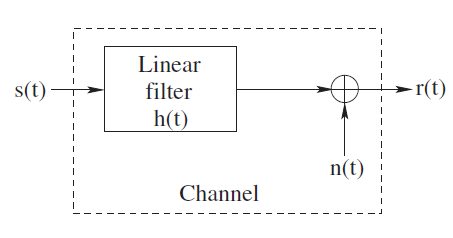 Linear
s(t) filter r(t)
h(t)
n(t)
Channel